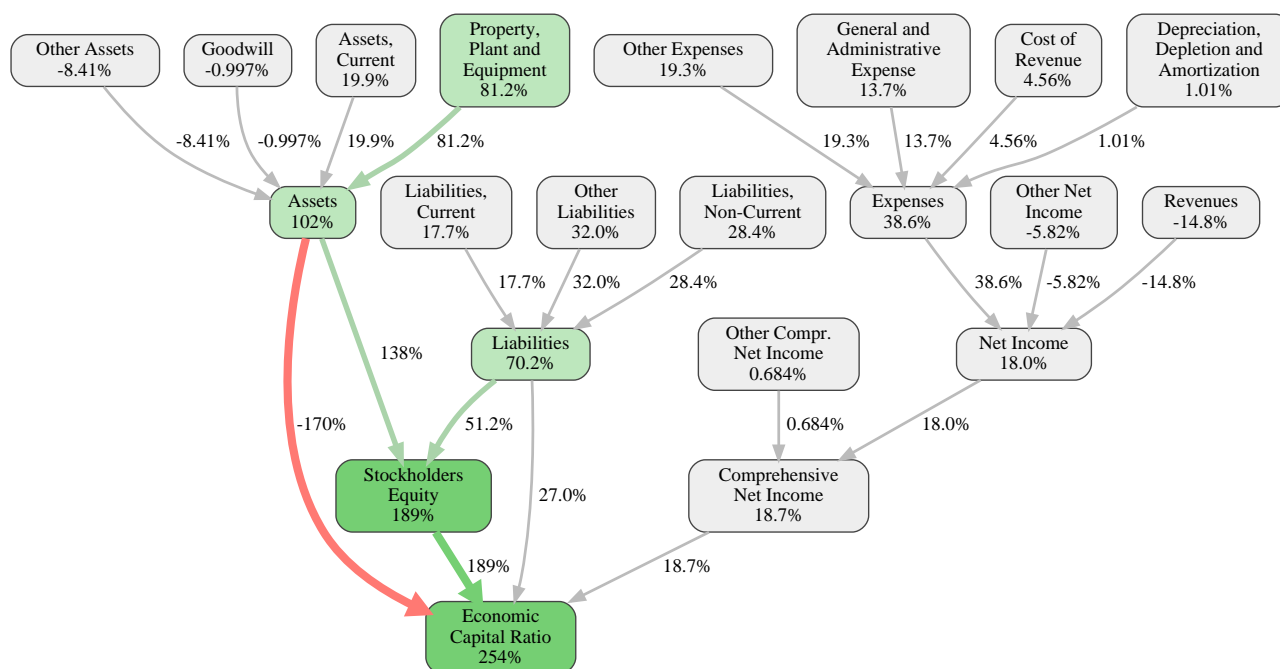 Other Assets
-8.41%
Goodwill
-0.997%
Assets,
Current
19.9%
Property,
Plant and
Equipment
81.2%
Other Expenses
19.3%
General and
Administrative
Expense
13.7%
Cost of
Revenue
4.56%
Depreciation,
Depletion and
Amortization
1.01%
-8.41%
-0.997%
19.9%
81.2%
19.3%
13.7%
4.56%
1.01%
Assets
102%
Liabilities,
Current
17.7%
Other
Liabilities
32.0%
Liabilities,
Non-Current
28.4%
Expenses
38.6%
Other Net
Income
-5.82%
Revenues
-14.8%
17.7%
32.0%
28.4%
38.6%
-5.82%
-14.8%
138%
Liabilities
70.2%
Other Compr.
Net Income
0.684%
Net Income
18.0%
-170%
51.2%
0.684%
18.0%
Stockholders
Equity
189%
27.0%
Comprehensive
Net Income
18.7%
189%
18.7%
Economic
Capital Ratio
254%